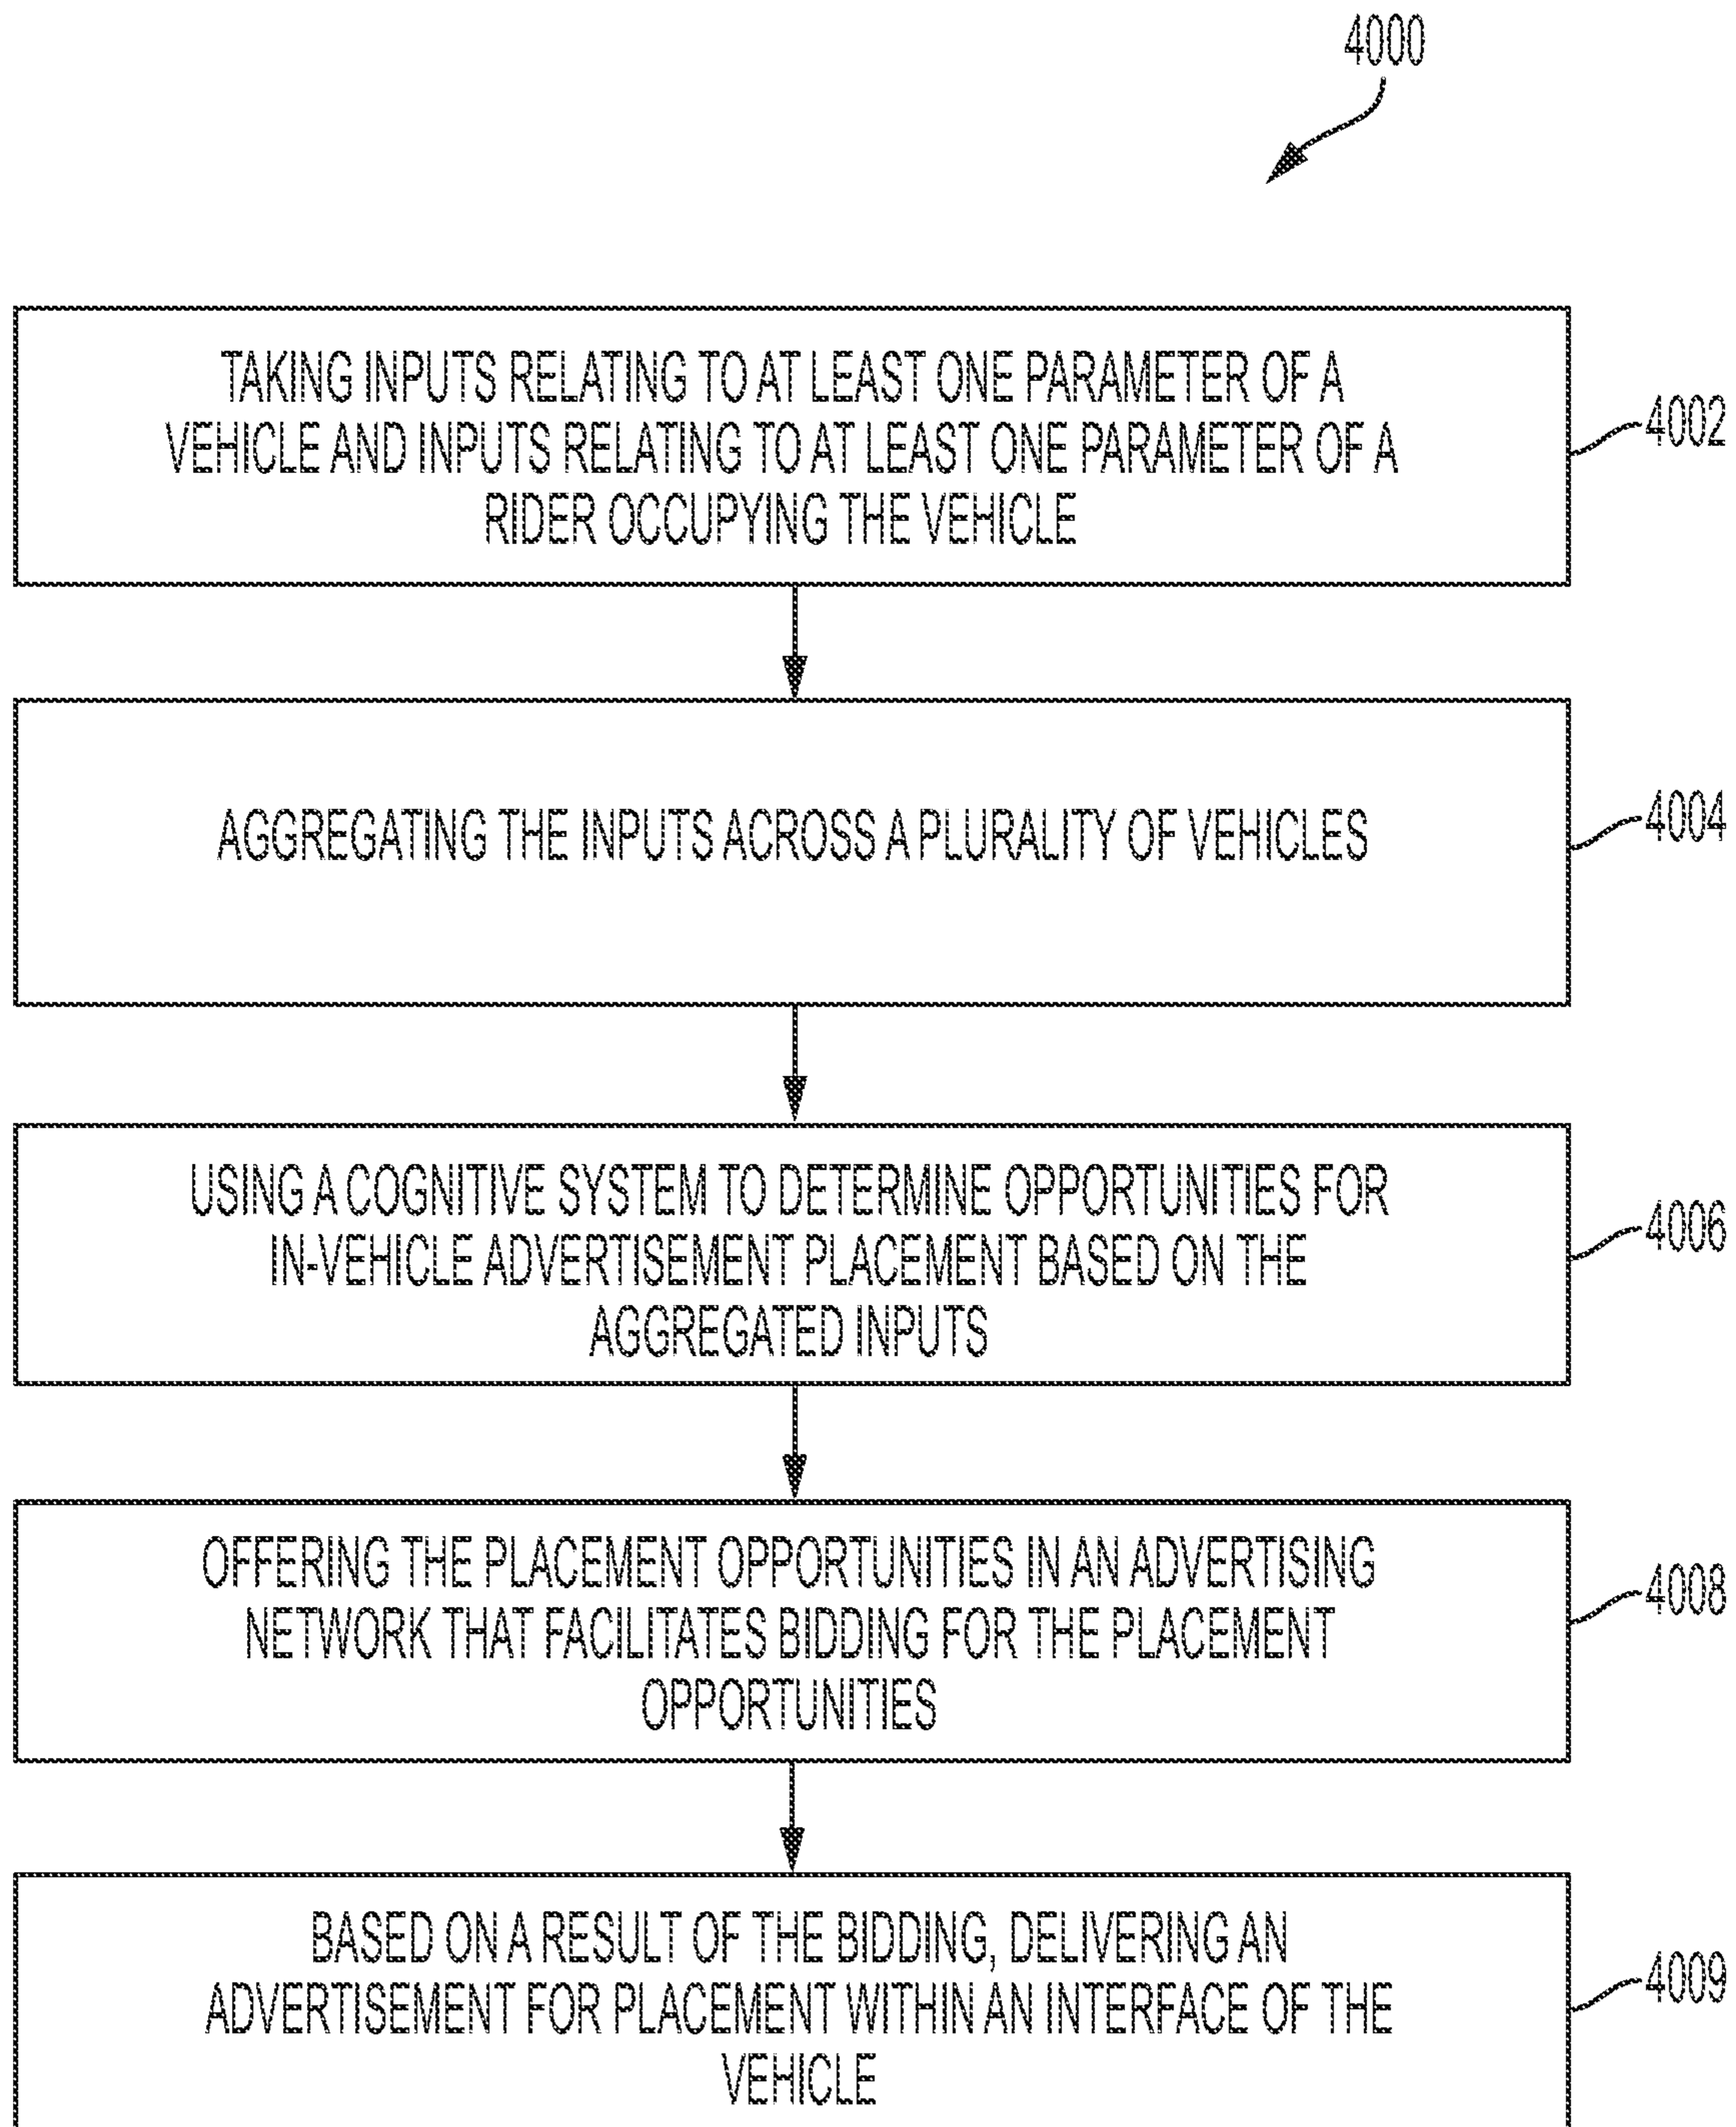 4000
TAKING INPUTS RELATING TO AT LEAST ONE PARAMETER OF A
VEHICLE AND INPUTS RELATING TO AT LEAST ONE PARAMETER OF A
RIDER OCCUPYING THE VEHICLE
4002
AGGREGATING THE INPUTS ACROSS A PLURALITY OF VEHICLES
4004
USING A COGNITIVE SYSTEM TO DETERMINE OPPORTUNITIES FOR
IN-VEHICLE ADVERTISEMENT PLACEMENT BASED ON THE
AGGREGATED INPUTS
4006
OFFERING THE PLACEMENT OPPORTUNITIES IN AN ADVERTISING
NETWORK THAT FACILITATES BIDDING FOR THE PLACEMENT
OPPORTUNITIES
4008
BASED ON A RESULT OF THE BIDDING, DELIVERING AN
ADVERTISEMENT FOR PLACEMENT WITHIN AN INTERFACE OF THE
VEHICLE
4009